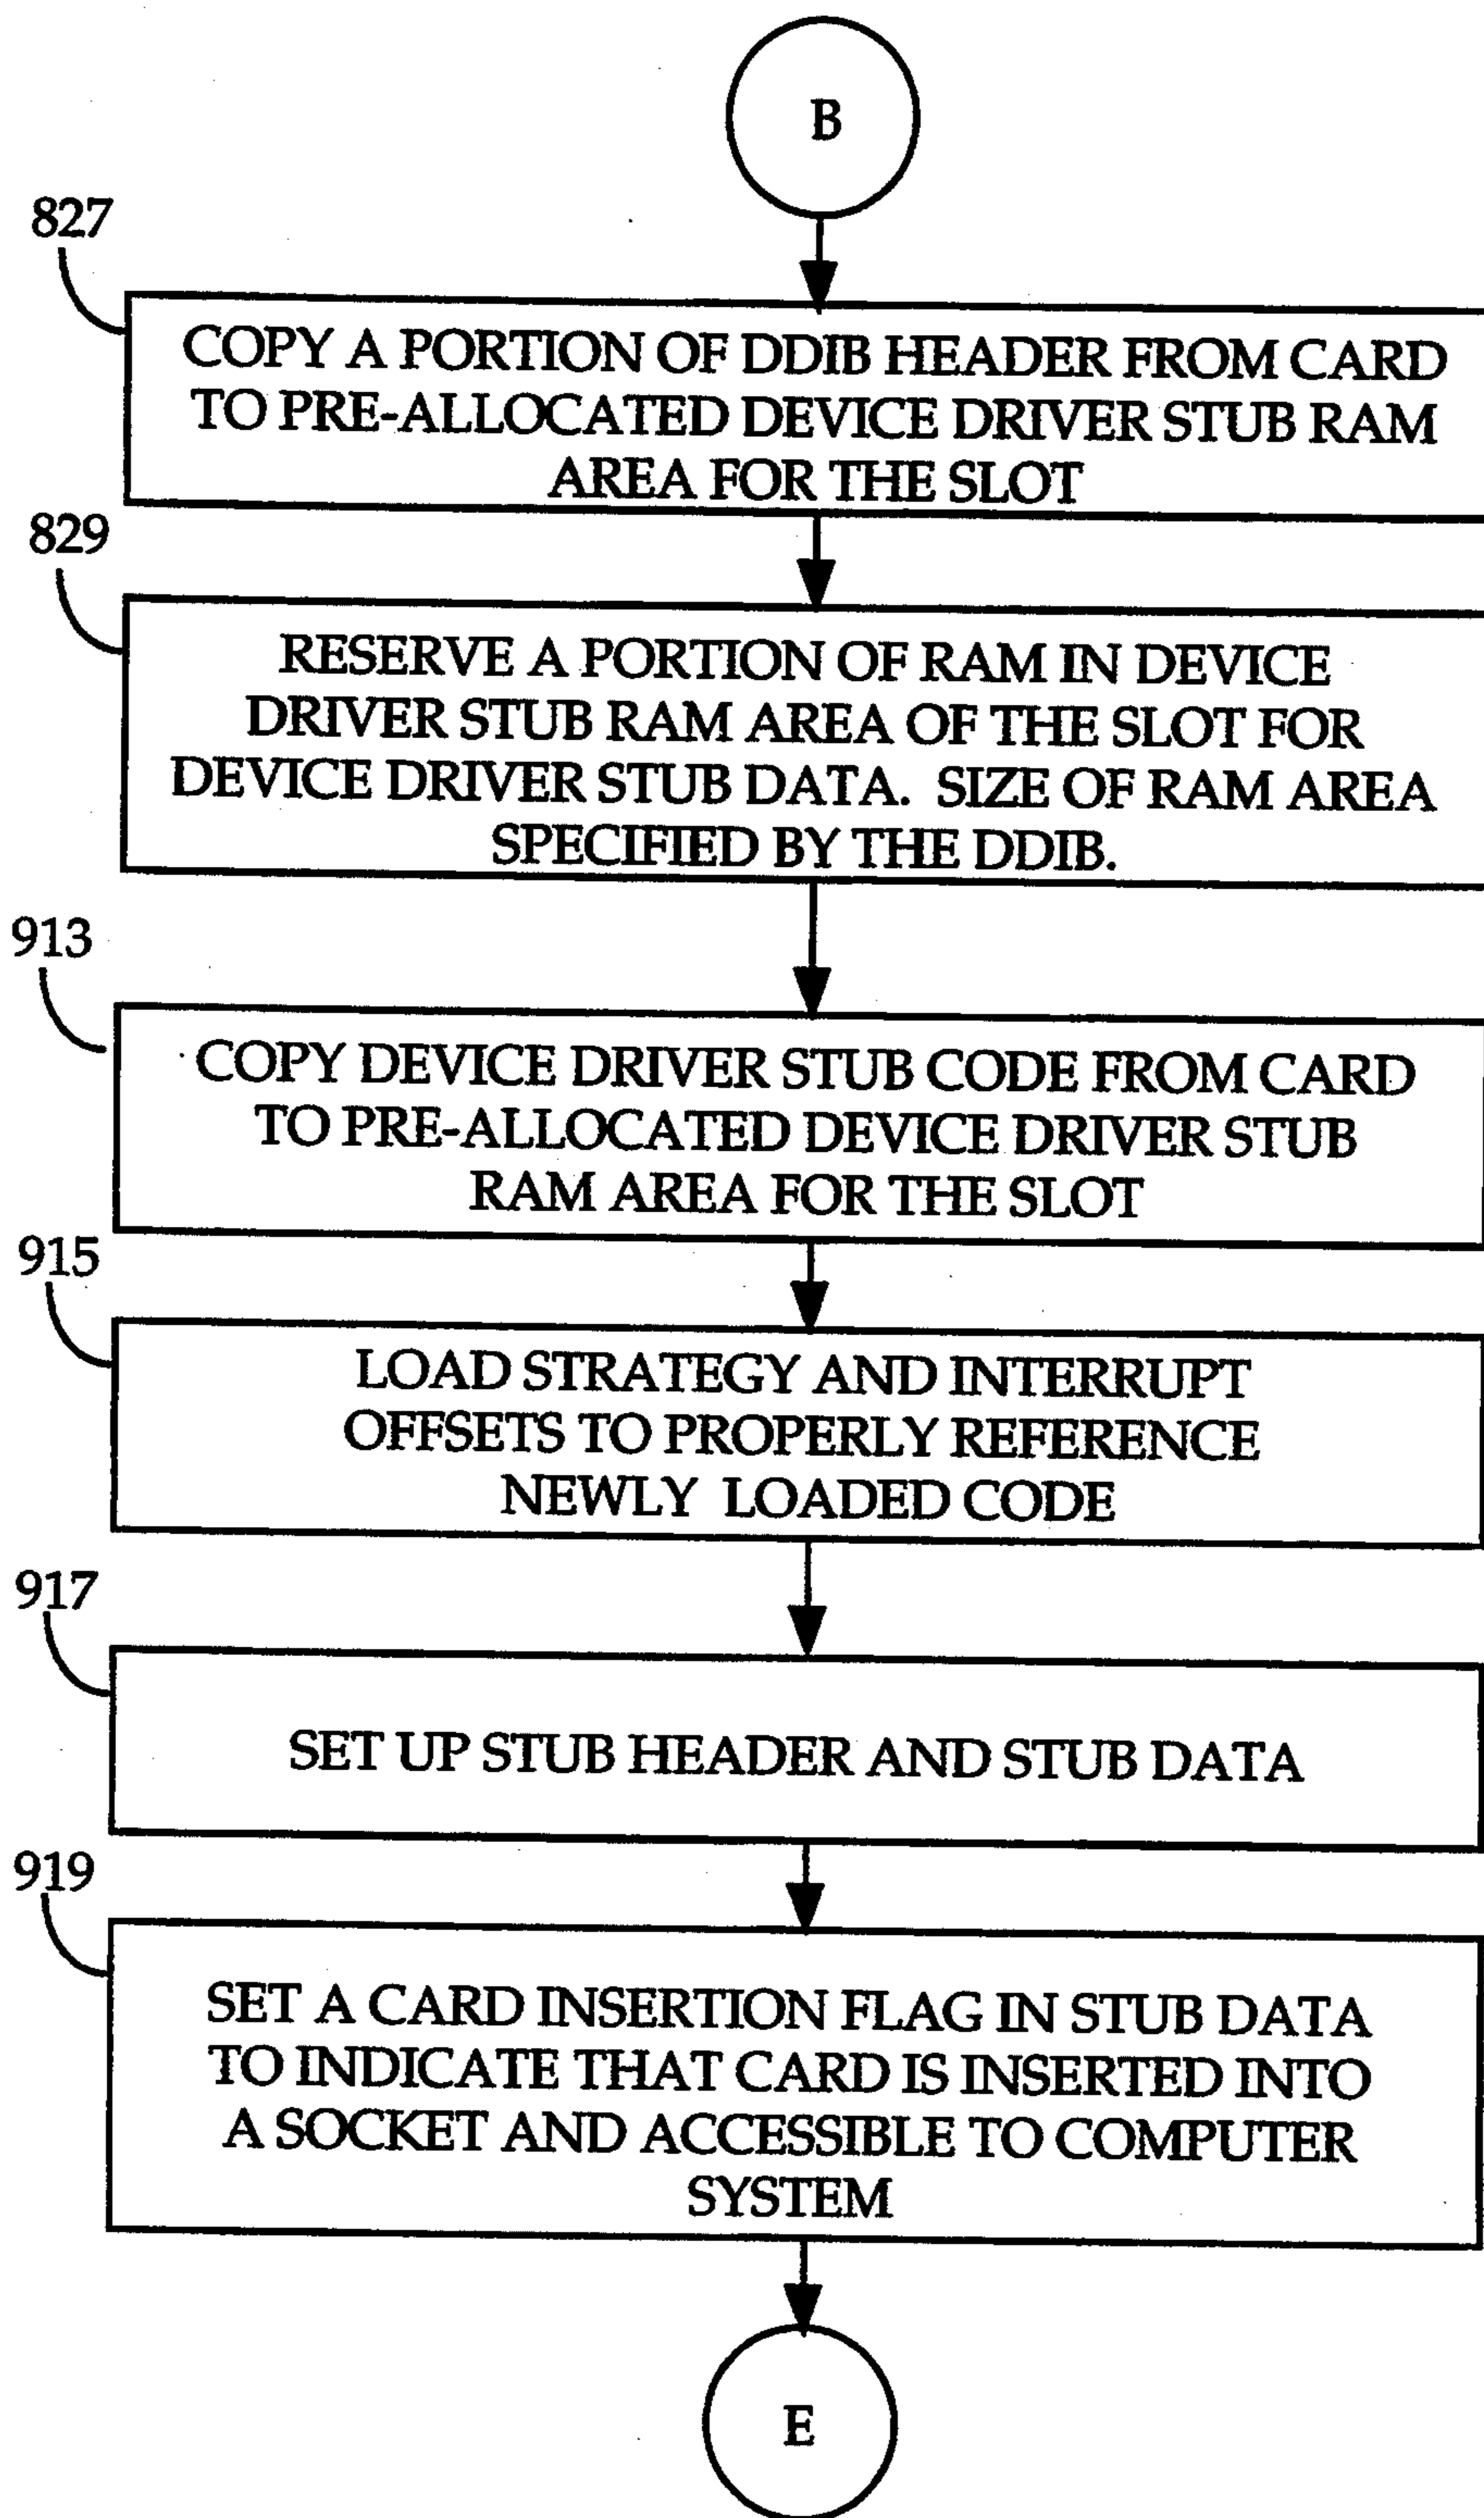 B
827
COPY A PORTION OF DDIB HEADER FROM CARD
TO PRE-ALLOCATED DEVICE DRIVER STUB RAM
AREA FOR THE SLOT
829
RESERVE A PORTION OF RAM IN DEVICE
DRIVER STUB RAM AREA OF THE SLOT FOR
DEVICE DRIVER STUB DATA. SIZE OF RAM AREA
SPECIFIED BY THE DDIB.
913
COPY DEVICE DRIVER STUB CODE FROM CARD
TO PRE-ALLOCATED DEVICE DRIVER STUB
RAM AREA FOR THE SLOT
915
LOAD STRATEGY AND INTERRUPT
OFFSETS TO PROPERLY REFERENCE
NEWLY LOADED CODE
917
SET UP STUB HEADER AND STUB DATA
919
SET A CARD INSERTION FLAG IN STUB DATA
TO INDICATE THAT CARD IS INSERTED INTO
A SOCKET AND ACCESSIBLE TO COMPUTER
SYSTEM
E